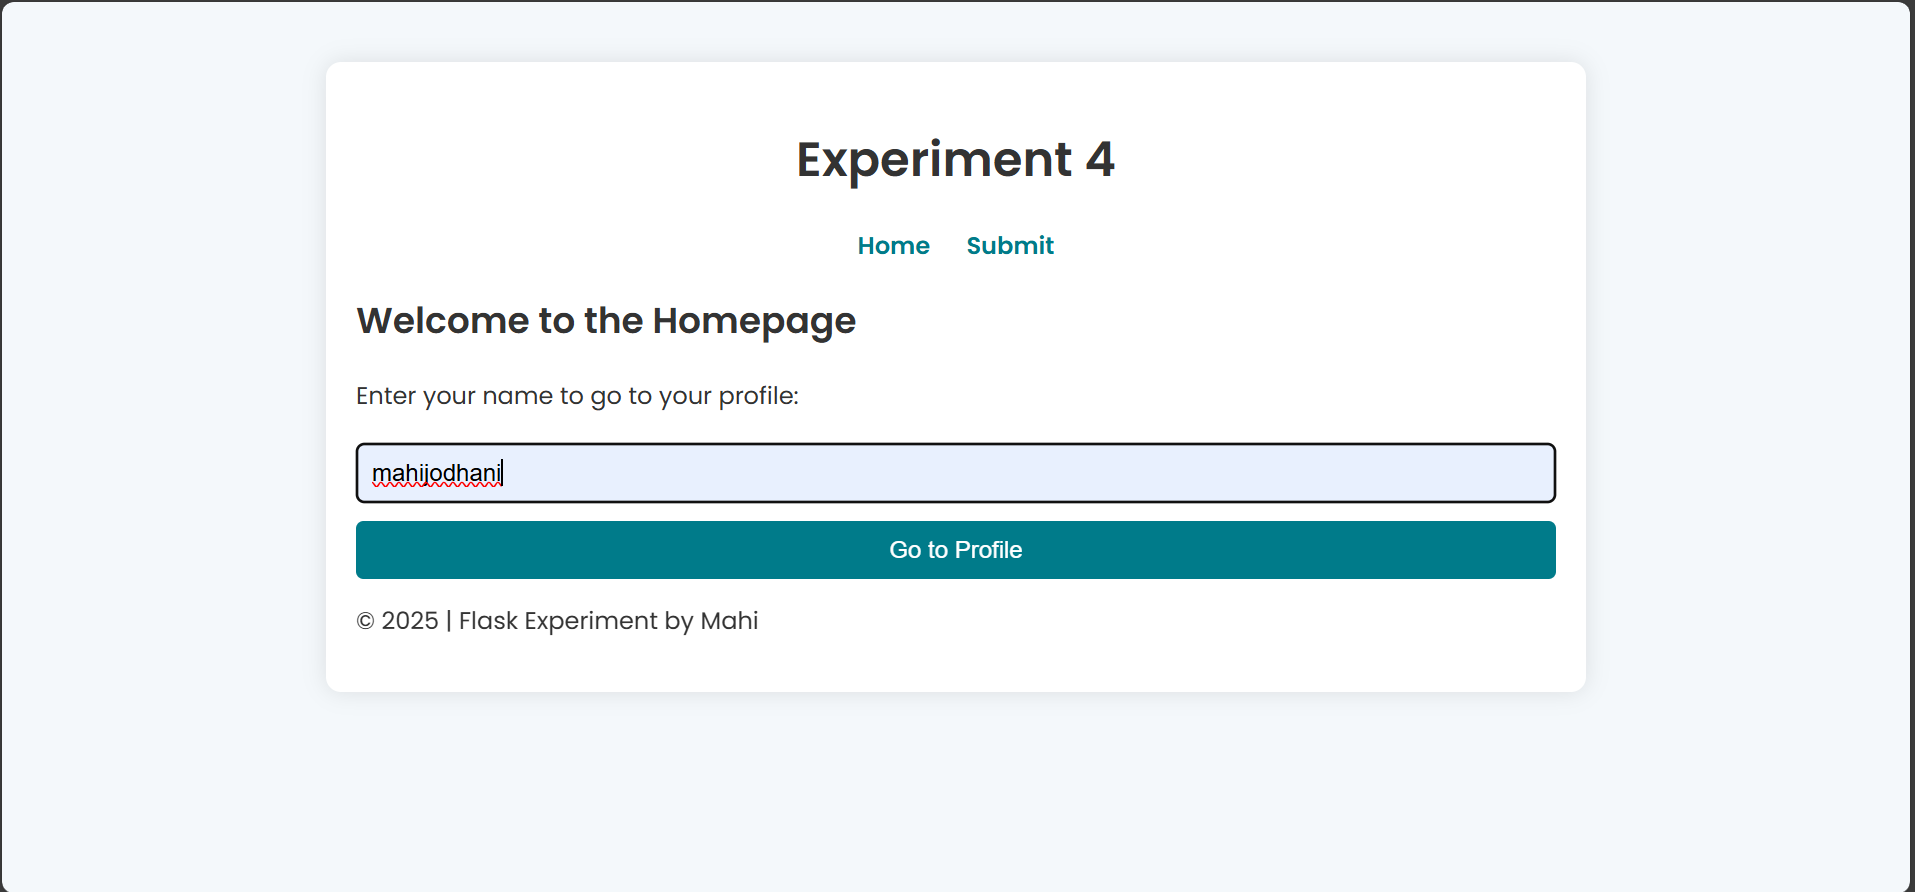 Experiment 4
Home Submit
Welcome to the Homepage
Enter your name to go to your profile:
mahijodhani
Go to Profile
© 2025 | Flask Experiment by Mahi